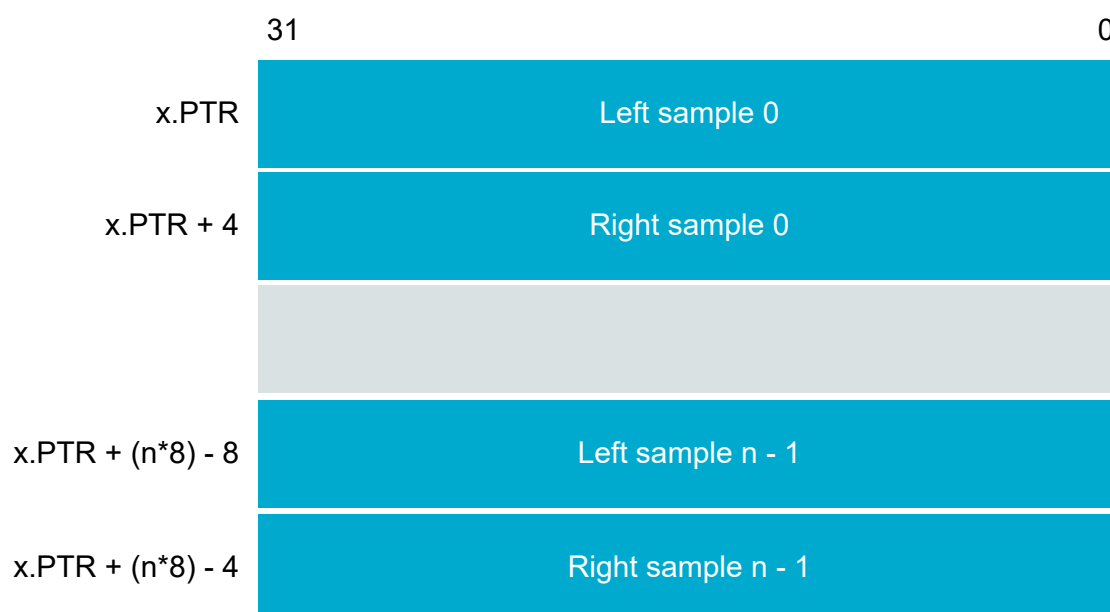 31 0
x.PTR Left sample 0
x.PTR + 4 Right sample 0
x.PTR + (n*8) - 8 Left sample n - 1
x.PTR + (n*8) - 4 Right sample n - 1